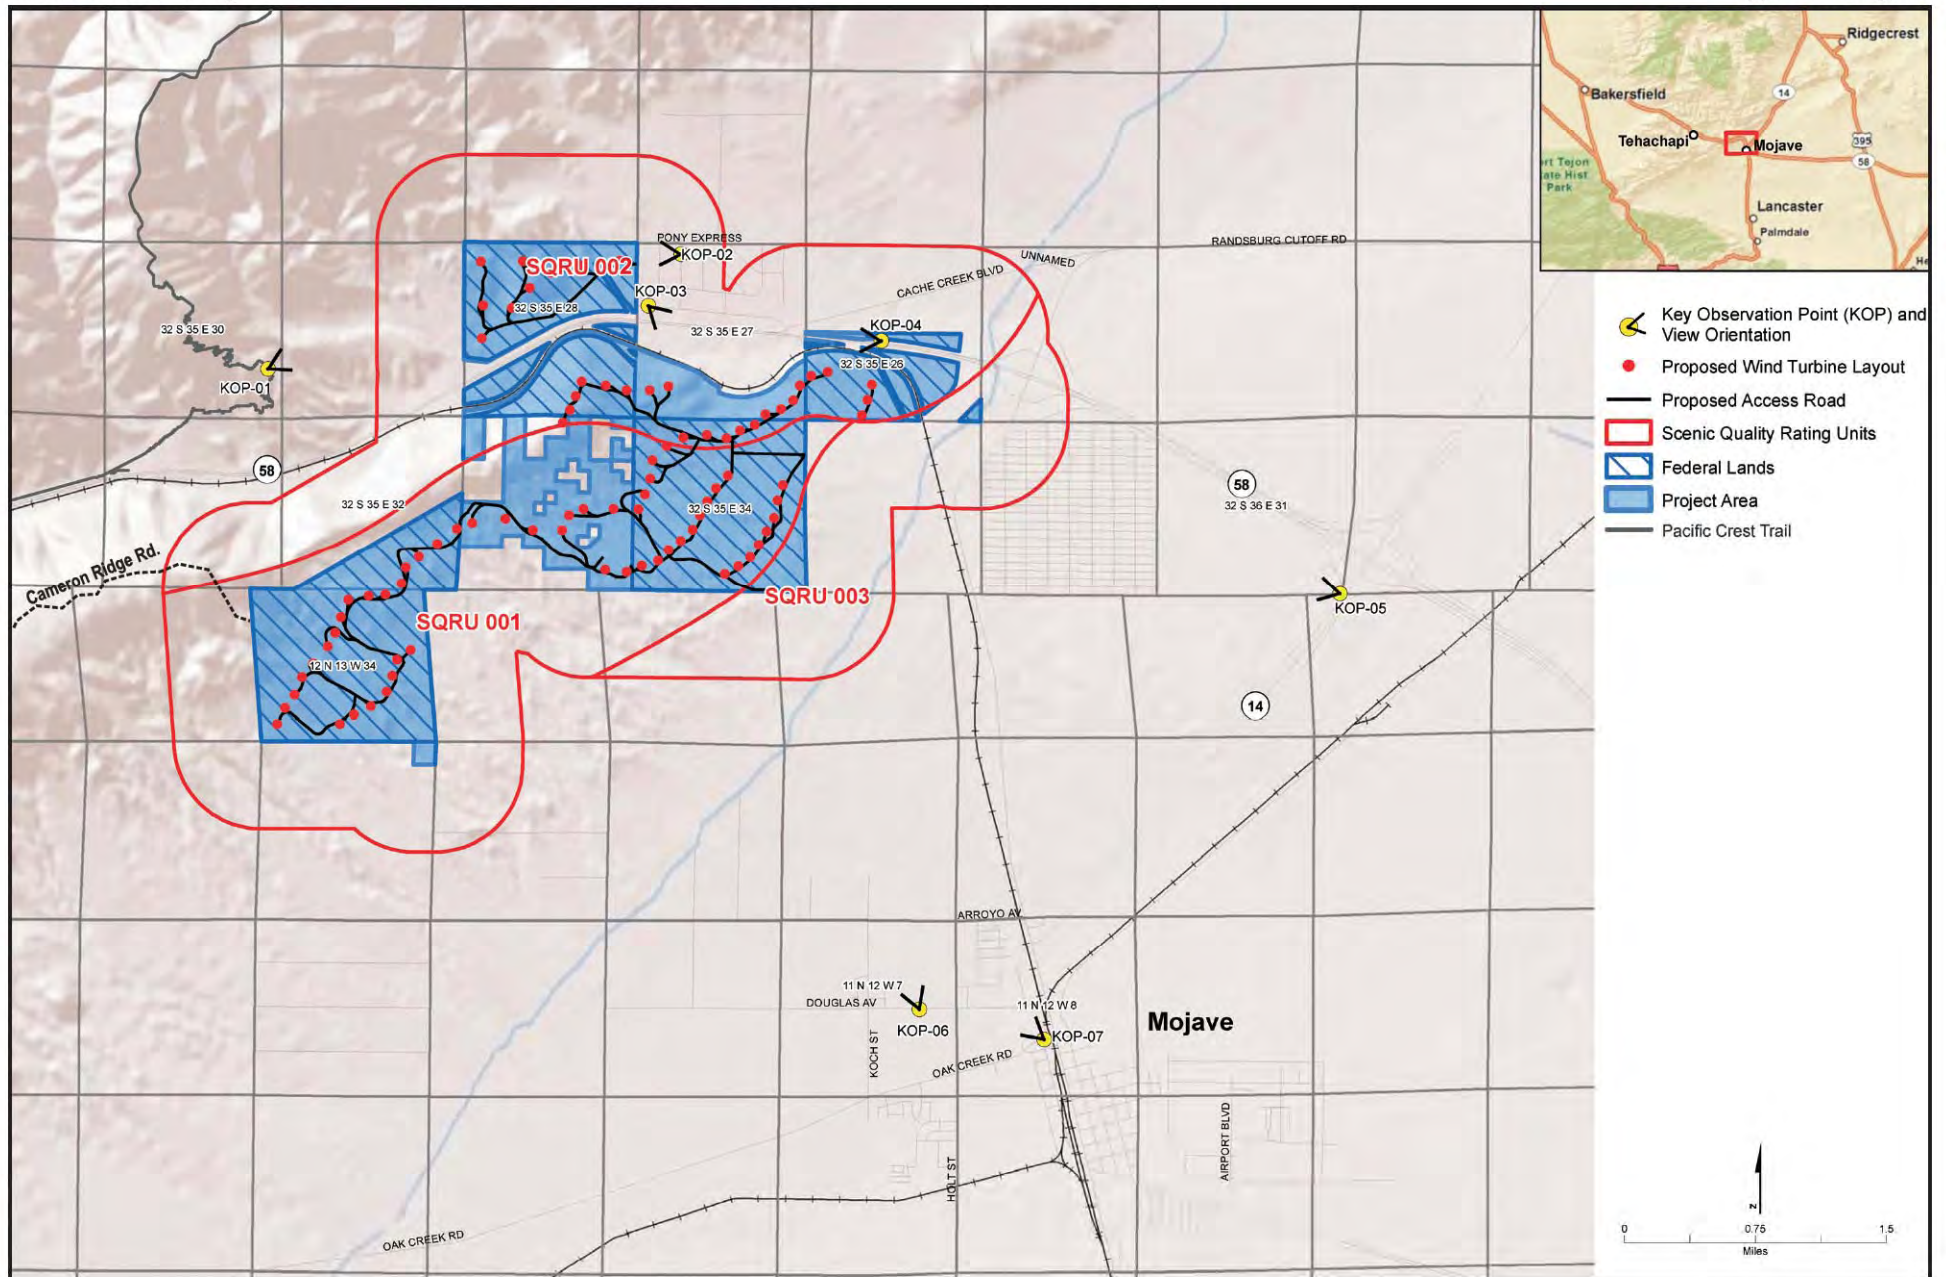 Ridgecrest
14
Bakersfield
Tehachapi
Mojave
395
58
ort Tejon
ate Hist
Park
Lancaster
Palmdale
He
PONY EXPRESS
KOP-02
RANDSBURG CUTOFF RD
UNNAMED
SQRU 002
CACHE CREEK BLVD
KOP-03
32 S 35 E 28
32 S 35 E 30
32 S 35 E 27
KOP-04
32 S 35 E 26
KOP-01
58
32 S 35 E 32
32 S 35 E 34
58
32 S 36 E 31
Cameron Ridge Rd.
SQRU 003
KOP-05
SQRU 001
12 N 13 W 34
14
ARROYO AV
11 N 12 W 7
DOUGLAS AV
11 N 12 W 8
KOP-06
Mojave
KOP-07
KOCH ST
OAK CREEK RD
AIRPORT BLVD
HOLT ST
OAK CREEK RD
Key Observation Point (KOP) and
View Orientation
Proposed Wind Turbine Layout
Proposed Access Road
Scenic Quality Rating Units
Federal Lands
Project Area
Pacific Crest Trail
N
0 0.75 1.5
Miles